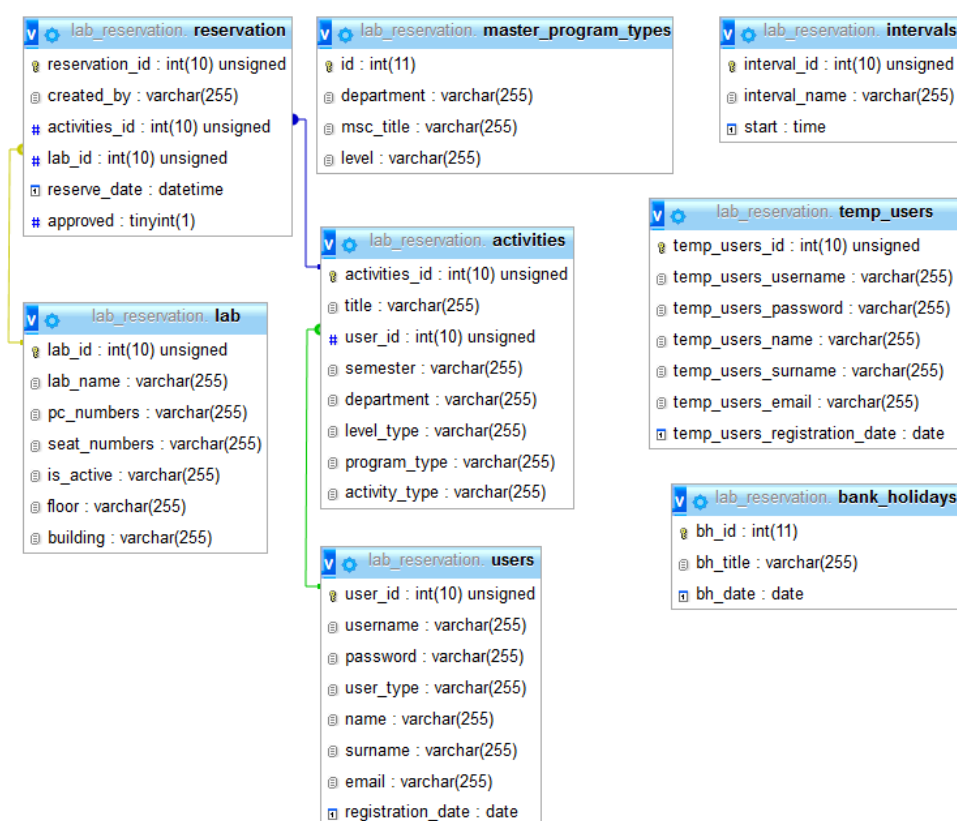 lab_reservation. reservation
reservation_id : int(10) unsigned
created_by : varchar(255)
# activities_id : int(10) unsigned
# lab_id : int(10) unsigned
reserve_date : datetime
# approved : tinyint(1)
lab_reservation. master_program_types
id : int(11)
department : varchar(255)
msc_title : varchar(255)
level : varchar(255)
lab_reservation. intervals
interval_id : int(10) unsigned
interval_name : varchar(255)
start : time
lab_reservation. temp_users
temp_users_id : int(10) unsigned
temp_users_username : varchar(255)
temp_users_password : varchar(255)
temp_users_name : varchar(255)
temp_users_surname : varchar(255)
temp_users_email : varchar(255)
temp_users_registration_date : date
lab_reservation. activities
activities_id : int(10) unsigned
title : varchar(255)
# user_id : int(10) unsigned
semester : varchar(255)
department : varchar(255)
level_type : varchar(255)
program_type : varchar(255)
activity_type : varchar(255)
lab_reservation. lab
lab_id : int(10) unsigned
lab_name : varchar(255)
pc_numbers : varchar(255)
seat_numbers : varchar(255)
is_active : varchar(255)
floor : varchar(255)
building : varchar(255)
lab_reservation. bank_holidays
bh_id : int(11)
bh_title : varchar(255)
bh_date : date
lab_reservation. users
user_id : int(10) unsigned
username : varchar(255)
password : varchar(255)
user_type : varchar(255)
name : varchar(255)
surname : varchar(255)
email : varchar(255)
registration_date : date